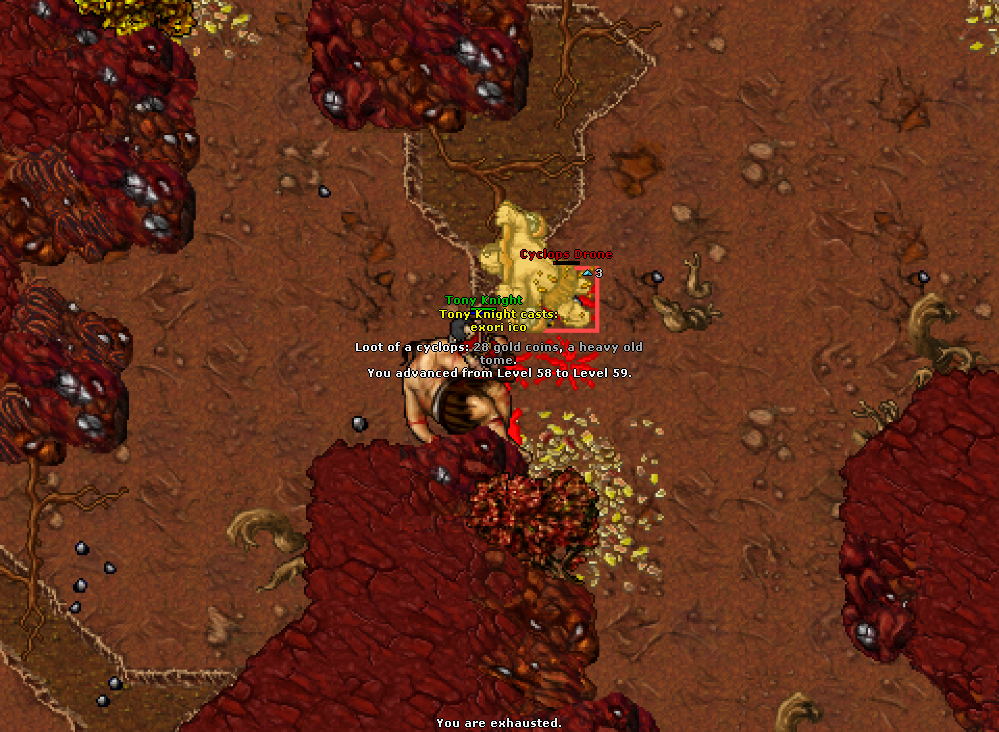 Cyclops Drone
3
Tony Knight
Tony Knight casts:
exori ico
Loot of a cyclops: 28 gold coins, a heavy old
tome.
You advanced from Level 58 to Level 59.
You are exhausted.